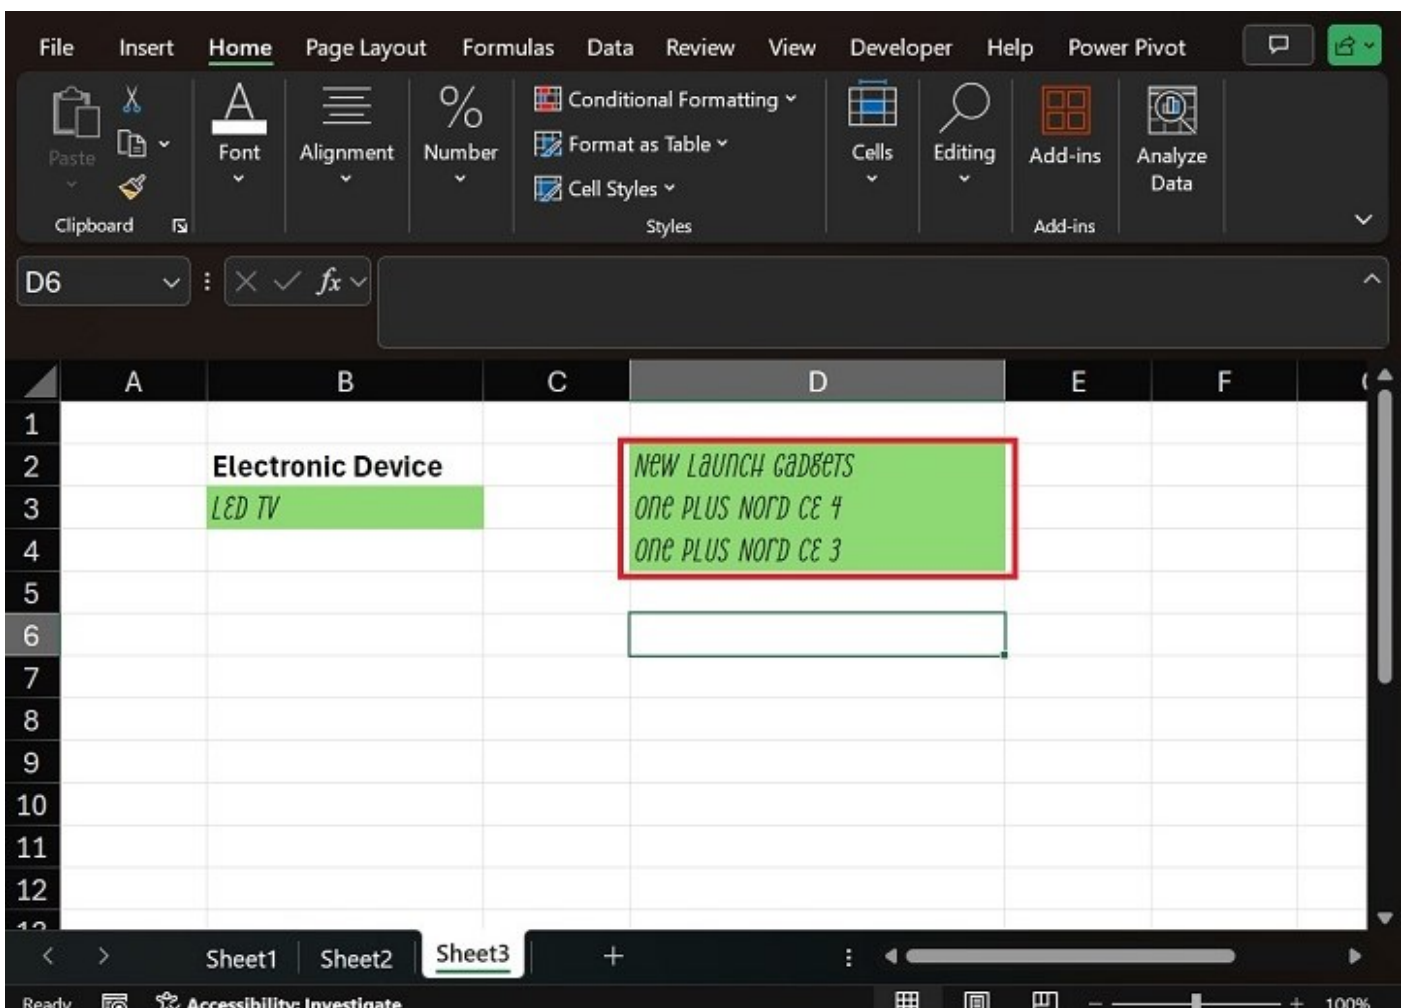 File Insert Home Page Layout Formulas Data Review View Developer Help Power Pivot
Paste Font Alignment Number Conditional Formatting Cells Editing Add-ins Analyze Data
Format as Table
Cell Styles
Clipboard Styles Add-ins
D6 fx
A B C D E F
1
2 Electronic Device New Launch Gadgets
3 LED TV One Plus Nord CE 4
4 One Plus Nord CE 3
5
6
7
8
9
10
11
12
Sheet1 Sheet2 Sheet3 +
Ready Accessibility: Investigate 100%